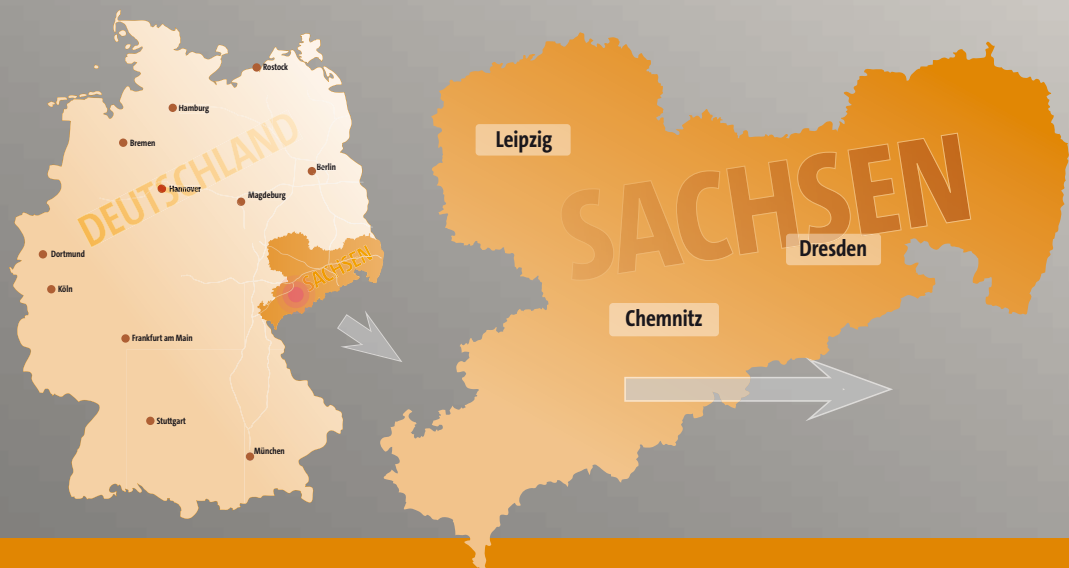 Rostock
Hamburg
DEUTSCHLAND
Bremen
Berlin
Hannover
Magdeburg
Dortmund
SACHSEN
Köln
Frankfurt am Main
Stuttgart
München
Leipzig
SACHSEN
Dresden
Chemnitz